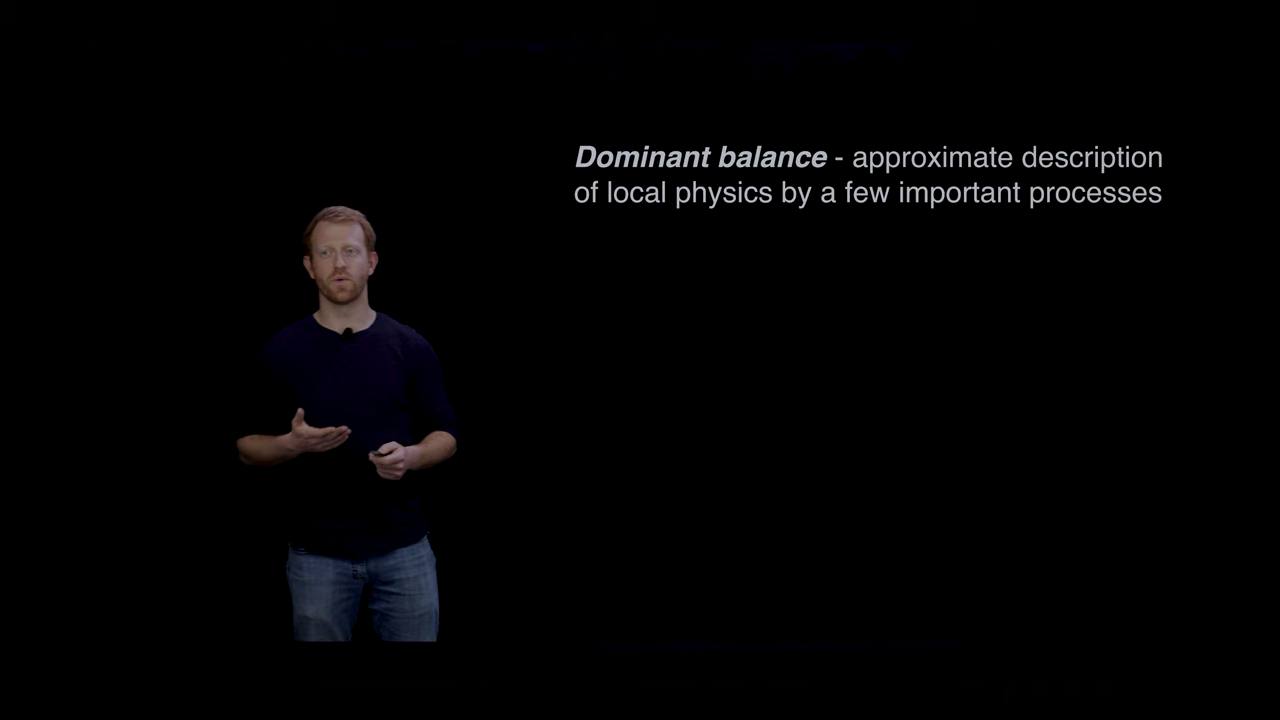 Dominant balance - approximate description
of local physics by a few important processes